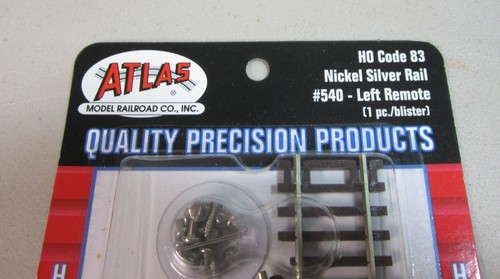 ATLAS
®
MODEL RAILROAD CO., INC.
HO Code 83
Nickel Silver Rail
#540 - Left Remote
(1 pc./blister)
QUALITY PRECISION PRODUCTS
H
H